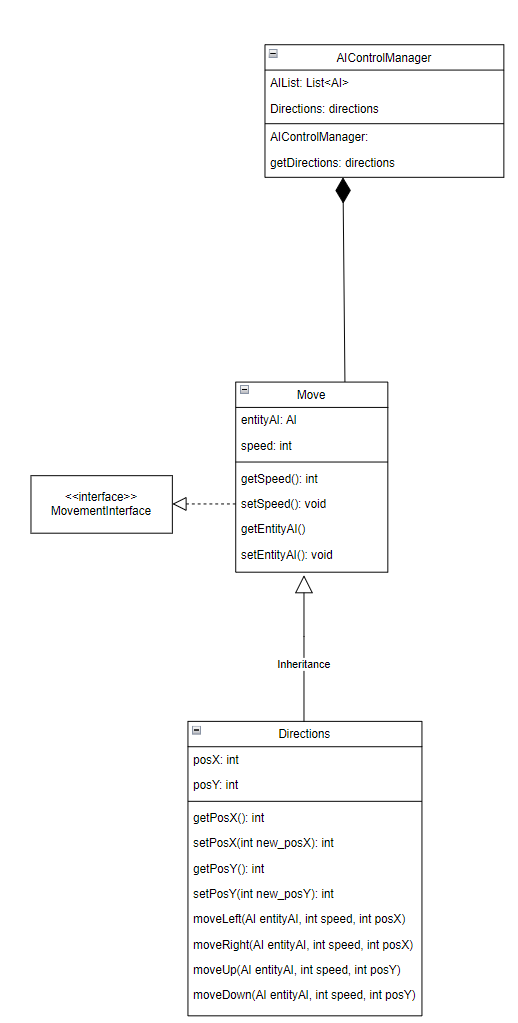 AIControlManager
AIList: List<AI>
Directions: directions
AIControlManager:
getDirections: directions
Move
entityAI: AI
speed: int
getSpeed(): int
setSpeed(): void
getEntityAI()
setEntityAI(): void
<<interface>>
MovementInterface
Inheritance
Directions
posX: int
posY: int
getPosX(): int
setPosX(int new_posX): int
getPosY(): int
setPosY(int new_posY): int
moveLeft(AI entityAI, int speed, int posX)
moveRight(AI entityAI, int speed, int posX)
moveUp(AI entityAI, int speed, int posY)
moveDown(AI entityAI, int speed, int posY)